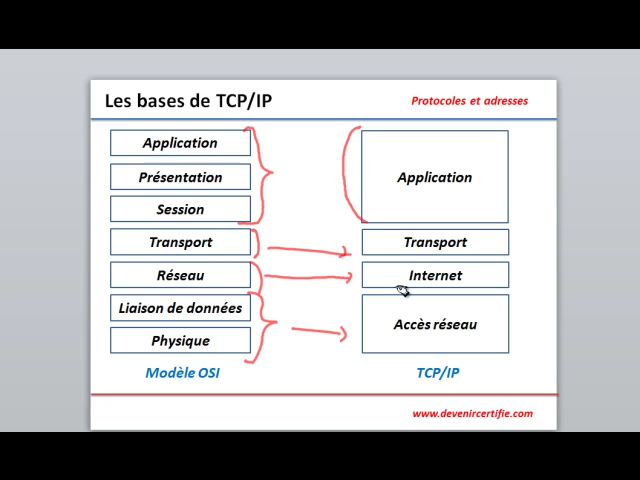 Les bases de TCP/IP
Protocoles et adresses
Application
Présentation
Session
Transport
Réseau
Liaison de données
Physique
Modèle OSI
Application
Transport
Internet
Accès réseau
TCP/IP
www.devenircertifie.com